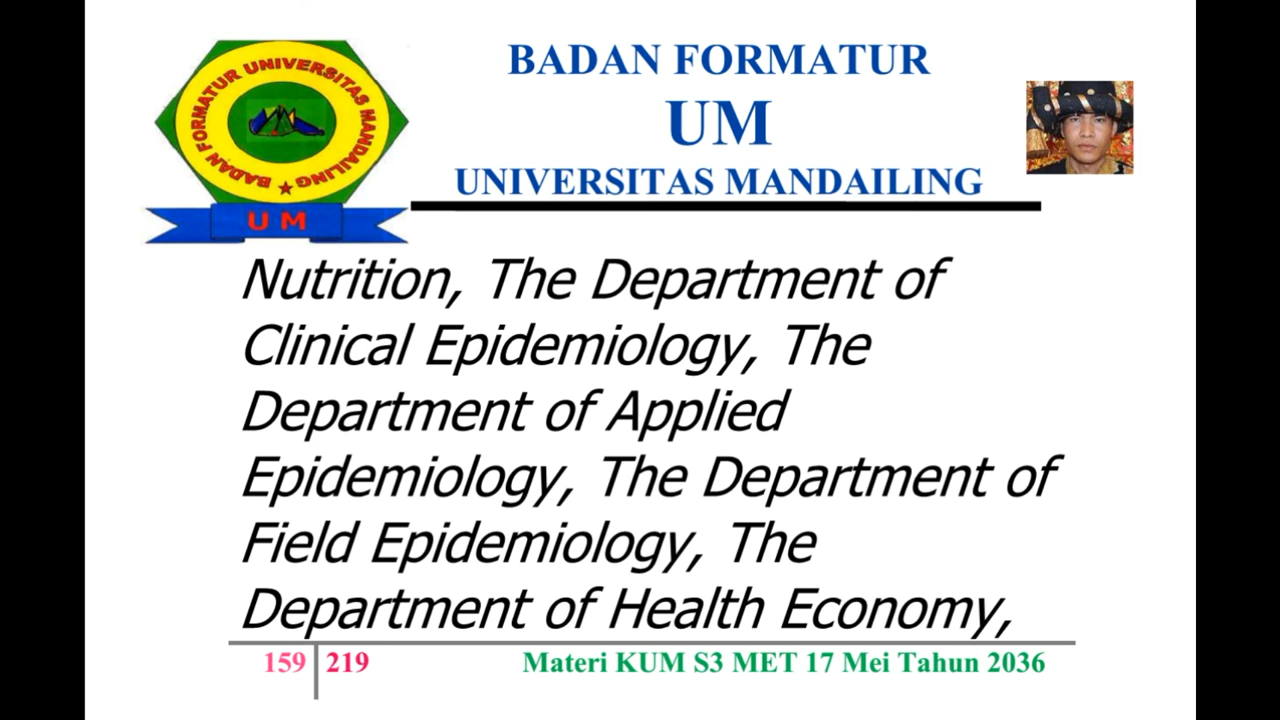 BADAN FORMATUR UNIVERSITAS MANDAILING
UM
BADAN FORMATUR
UM
UNIVERSITAS MANDAILING
Nutrition, The Department of
Clinical Epidemiology, The
Department of Applied
Epidemiology, The Department of
Field Epidemiology, The
Department of Health Economy,
159 219 Materi KUM S3 MET 17 Mei Tahun 2036